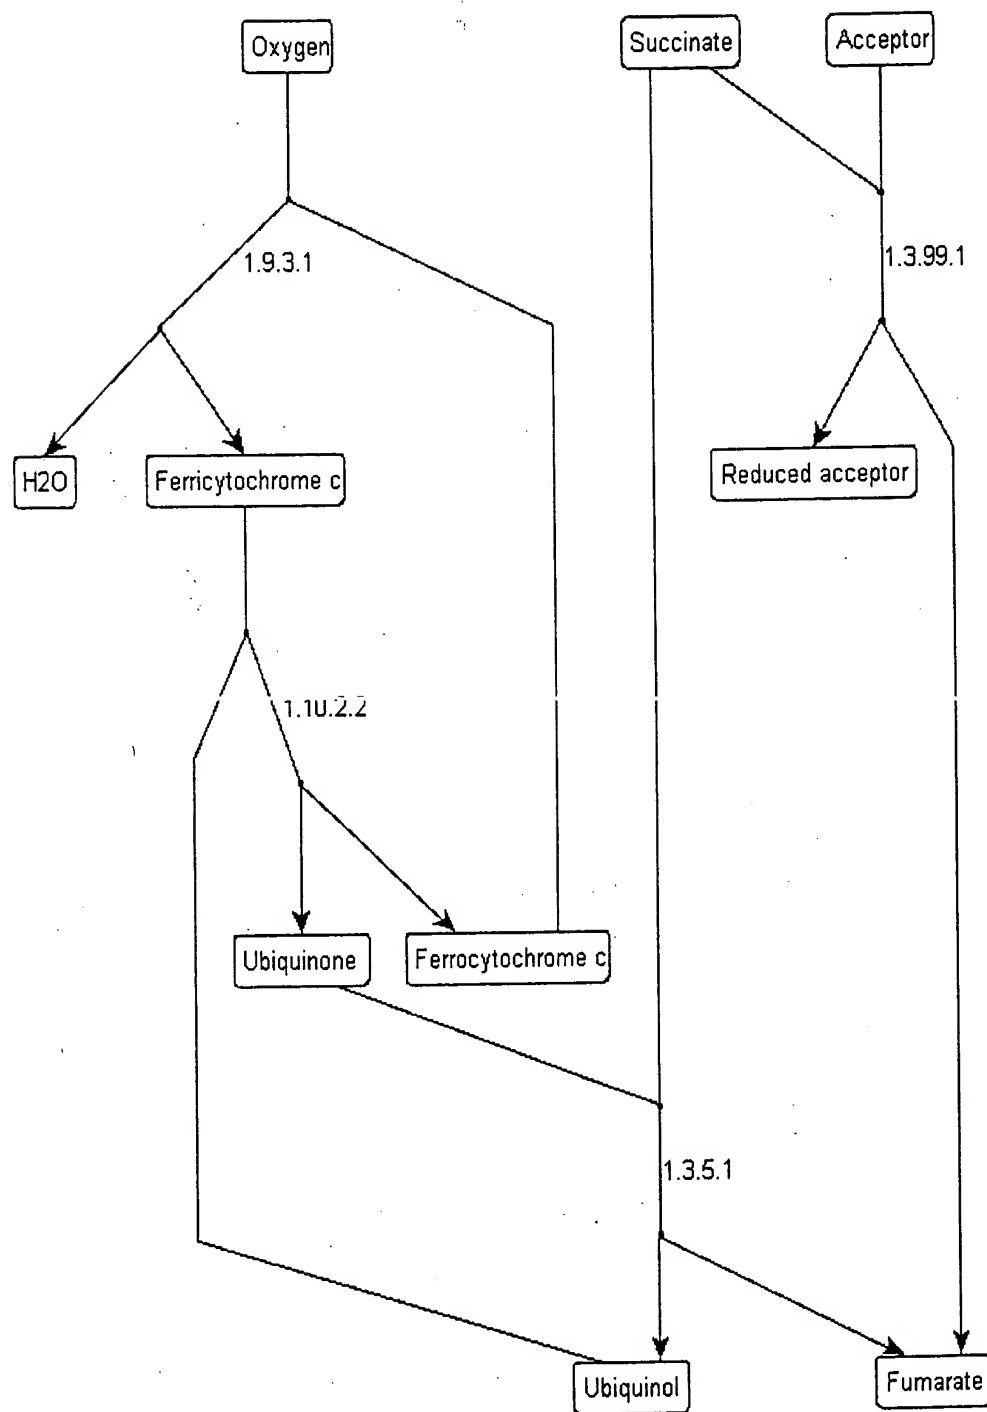 Oxygen
Succinate
Acceptor
1.9.3.1
1.3.99.1
H2O
Ferricytochrome c
Reduced acceptor
1.10.2.2
Ubiquinone
Ferrocytochrome c
1.3.5.1
Ubiquinol
Fumarate